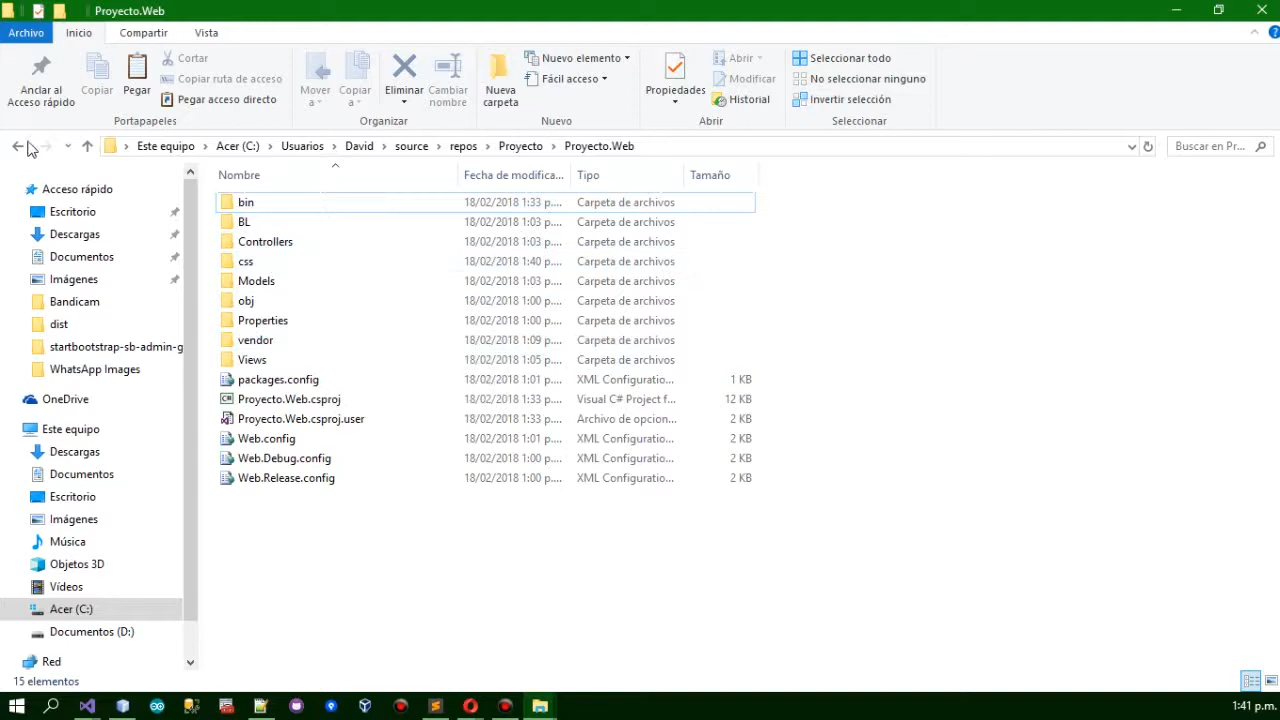 Proyecto.Web
Archivo Inicio Compartir Vista
Anclar al Acceso rápido
Copiar
Pegar
Cortar
Copiar ruta de acceso
Pegar acceso directo
Portapapeles
Mover a
Copiar a
Eliminar
Cambiar nombre
Organizar
Nueva carpeta
Nuevo elemento
Fácil acceso
Nuevo
Propiedades
Abrir
Modificar
Historial
Abrir
Seleccionar todo
No seleccionar ninguno
Invertir selección
Seleccionar
Este equipo > Acer (C:) > Usuarios > David > source > repos > Proyecto > Proyecto.Web
Buscar en Pr...
Acceso rápido
Escritorio
Descargas
Documentos
Imágenes
Bandicam
dist
startbootstrap-sb-admin-g
WhatsApp Images
OneDrive
Este equipo
Descargas
Documentos
Escritorio
Imágenes
Música
Objetos 3D
Vídeos
Acer (C:)
Documentos (D:)
Red
Nombre Fecha de modifica... Tipo Tamaño
bin 18/02/2018 1:33 p.... Carpeta de archivos
BL 18/02/2018 1:03 p.... Carpeta de archivos
Controllers 18/02/2018 1:03 p.... Carpeta de archivos
css 18/02/2018 1:40 p.... Carpeta de archivos
Models 18/02/2018 1:03 p.... Carpeta de archivos
obj 18/02/2018 1:00 p.... Carpeta de archivos
Properties 18/02/2018 1:00 p.... Carpeta de archivos
vendor 18/02/2018 1:09 p.... Carpeta de archivos
Views 18/02/2018 1:05 p.... Carpeta de archivos
packages.config 18/02/2018 1:01 p.... XML Configuratio... 1 KB
Proyecto.Web.csproj 18/02/2018 1:33 p.... Visual C# Project f... 12 KB
Proyecto.Web.csproj.user 18/02/2018 1:33 p.... Archivo de opcion... 2 KB
Web.config 18/02/2018 1:01 p.... XML Configuratio... 2 KB
Web.Debug.config 18/02/2018 1:00 p.... XML Configuratio... 2 KB
Web.Release.config 18/02/2018 1:00 p.... XML Configuratio... 2 KB
15 elementos
1:41 p.m.